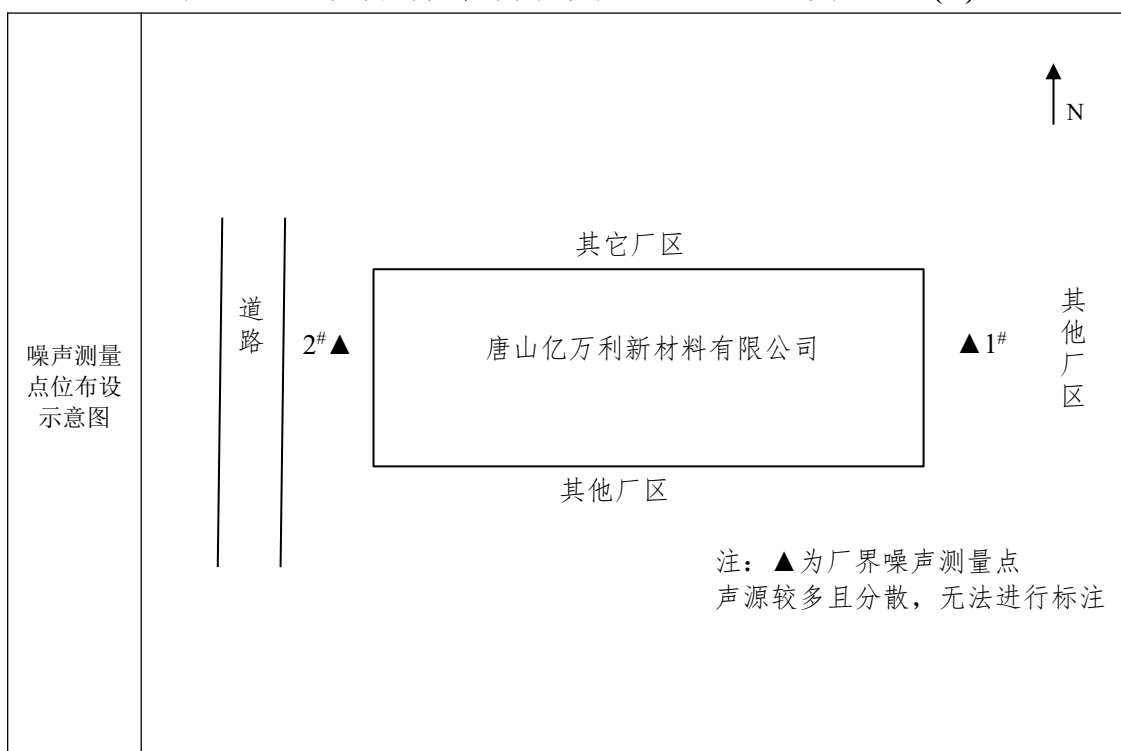 N
其它厂区
道路
2#▲
唐山亿万利新材料有限公司
▲1#
其他厂区
噪声测量
点位布设
示意图
其他厂区
注：▲为厂界噪声测量点
声源较多且分散，无法进行标注